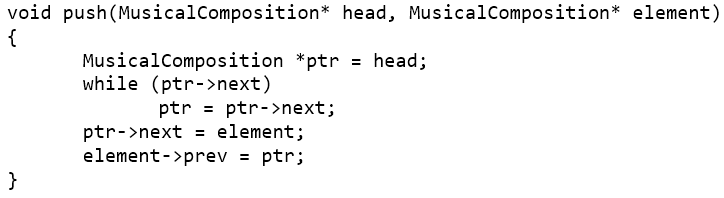 void push(MusicalComposition* head, MusicalComposition* element)
{
MusicalComposition *ptr = head;
while (ptr->next)
ptr = ptr->next;
ptr->next = element;
element->prev = ptr;
}